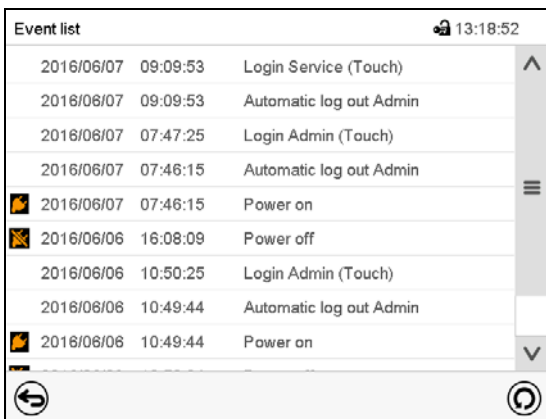 Event list 13:18:52
2016/06/07 09:09:53 Login Service (Touch)
2016/06/07 09:09:53 Automatic log out Admin
2016/06/07 07:47:25 Login Admin (Touch)
2016/06/07 07:46:15 Automatic log out Admin
2016/06/07 07:46:15 Power on
2016/06/06 16:08:09 Power off
2016/06/06 10:50:25 Login Admin (Touch)
2016/06/06 10:49:44 Automatic log out Admin
2016/06/06 10:49:44 Power on